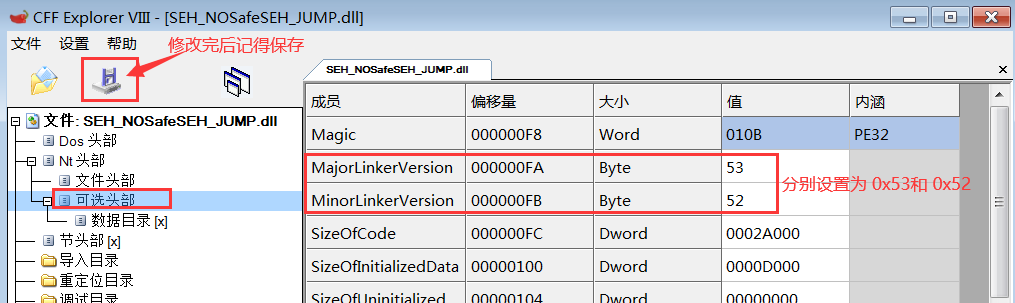 CFF Explorer VIII - [SEH_NOSafeSEH_JUMP.dll]
文件 设置 帮助
修改完后记得保存
SEH_NOSafeSEH_JUMP.dll
文件: SEH_NOSafeSEH_JUMP.dll
Dos 头部
Nt 头部
文件头部
可选头部
数据目录 [x]
节头部 [x]
导入目录
重定位目录
调试目录
成员 偏移量 大小 值 内涵
Magic 000000F8 Word 010B PE32
MajorLinkerVersion 000000FA Byte 53
MinorLinkerVersion 000000FB Byte 52
分别设置为 0x53和 0x52
SizeOfCode 000000FC Dword 0002A000
SizeOfInitializedData 00000100 Dword 0000D000
SizeOfUninitialized 00000104 Dword 00000000